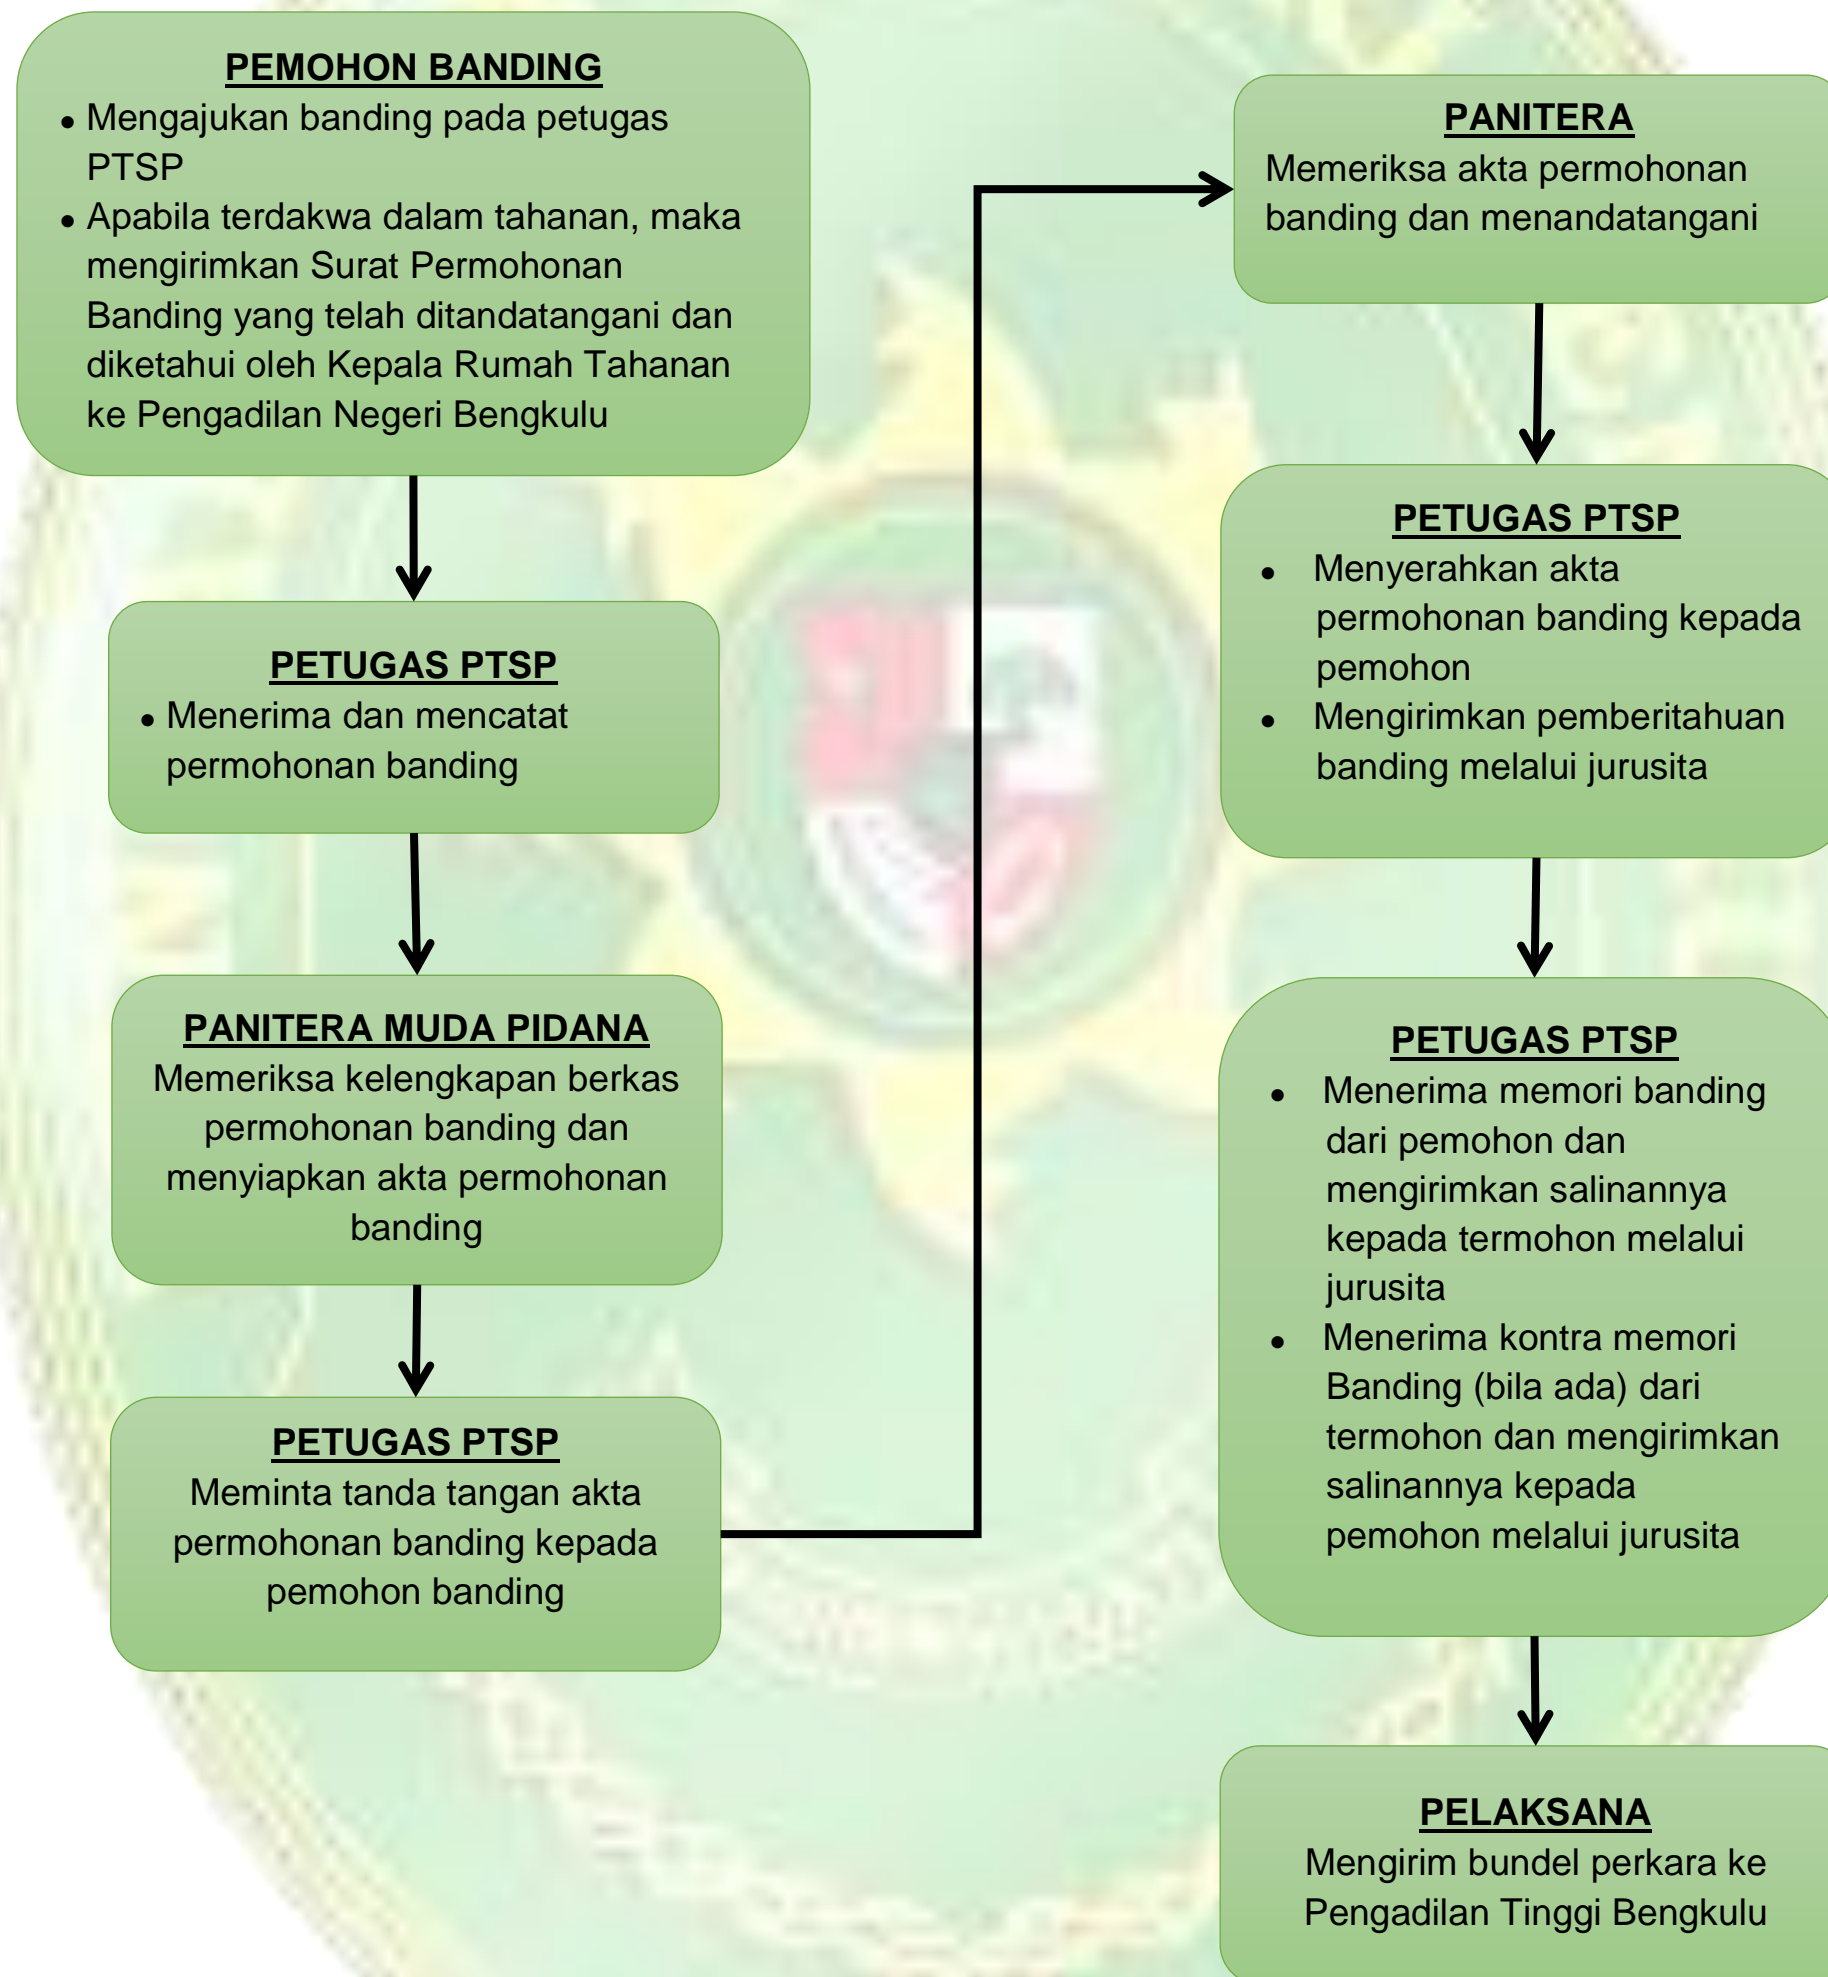 PEMOHON BANDING
• Mengajukan banding pada petugas
PTSP
• Apabila terdakwa dalam tahanan, maka
mengirimkan Surat Permohonan
Banding yang telah ditandatangani dan
diketahui oleh Kepala Rumah Tahanan
ke Pengadilan Negeri Bengkulu
PETUGAS PTSP
• Menerima dan mencatat
permohonan banding
PANITERA MUDA PIDANA
Memeriksa kelengkapan berkas
permohonan banding dan
menyiapkan akta permohonan
banding
PETUGAS PTSP
Meminta tanda tangan akta
permohonan banding kepada
pemohon banding
PANITERA
Memeriksa akta permohonan
banding dan menandatangani
PETUGAS PTSP
• Menyerahkan akta
permohonan banding kepada
pemohon
• Mengirimkan pemberitahuan
banding melalui jurusita
PETUGAS PTSP
• Menerima memori banding
dari pemohon dan
mengirimkan salinannya
kepada termohon melalui
jurusita
• Menerima kontra memori
Banding (bila ada) dari
termohon dan mengirimkan
salinannya kepada
pemohon melalui jurusita
PELAKSANA
Mengirim bundel perkara ke
Pengadilan Tinggi Bengkulu